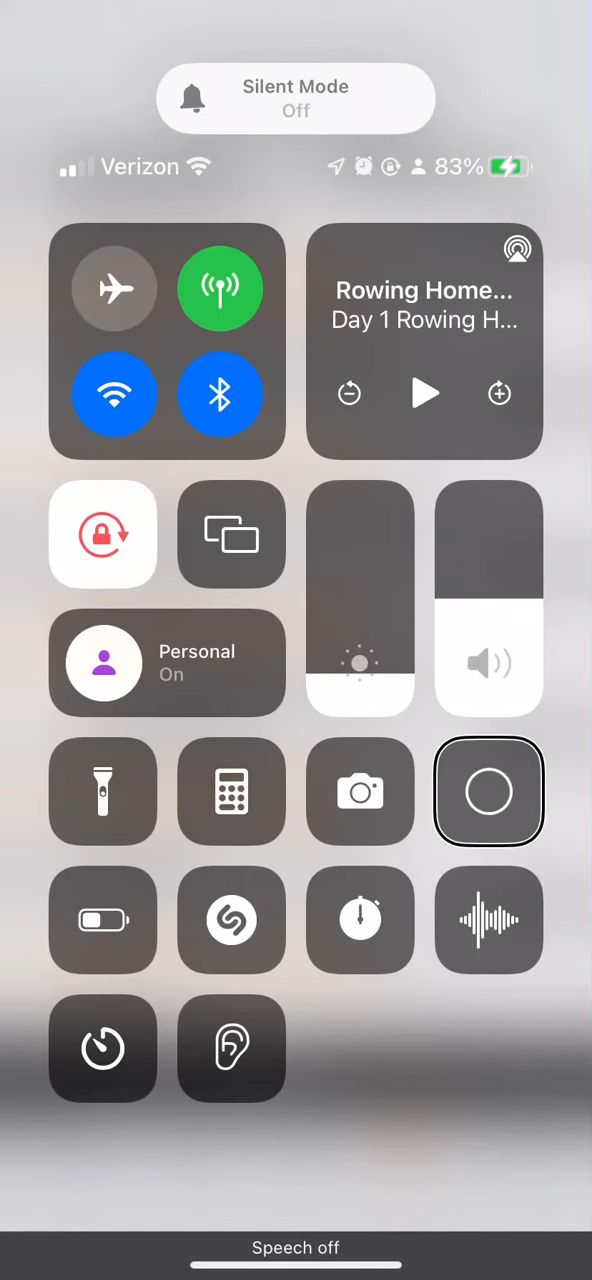 Silent Mode
Off
Verizon
83%
Rowing Home...
Day 1 Rowing H...
Personal
On
Speech off